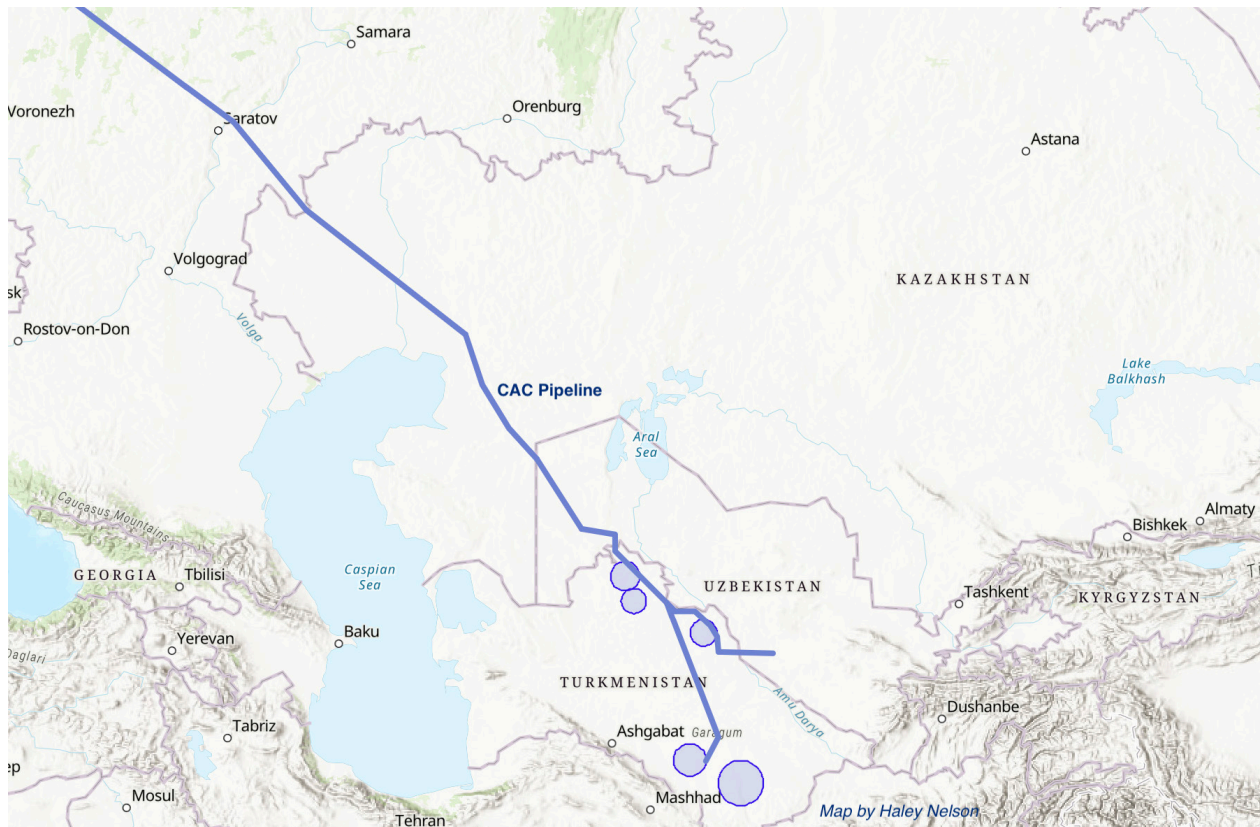 Samara
Orenburg
Voronezh
Saratov
Astana
Volgograd
KAZAKHSTAN
sk
Rostov-on-Don
Volga
Lake
Balkhash
CAC Pipeline
Aral
Sea
Caucasus Mountains
Almaty
Bishkek
GEORGIA
Tbilisi
Caspian
Sea
UZBEKISTAN
Tashkent
KYRGYZSTAN
Baku
Yerevan
TURKMENISTAN
Amu Darya
Dushanbe
Tabriz
Ashgabat
Garagum
ep
Mosul
Mashhad
Map by Haley Nelson
Tehran